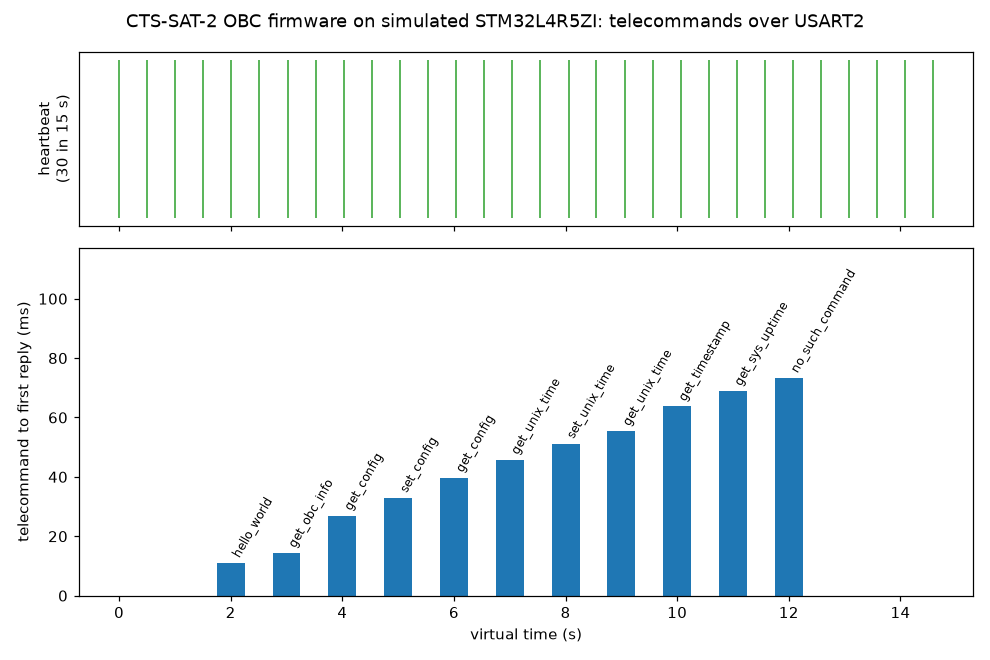 CTS-SAT-2 OBC firmware on simulated STM32L4R5ZI: telecommands over USART2
heartbeat
(30 in 15 s)
telecommand to first reply (ms)
100
80
60
40
20
0
hello_world
get_obc_info
get_config
set_config
get_config
get_unix_time
set_unix_time
get_unix_time
get_timestamp
get_sys_uptime
no_such_command
0 2 4 6 8 10 12 14
virtual time (s)